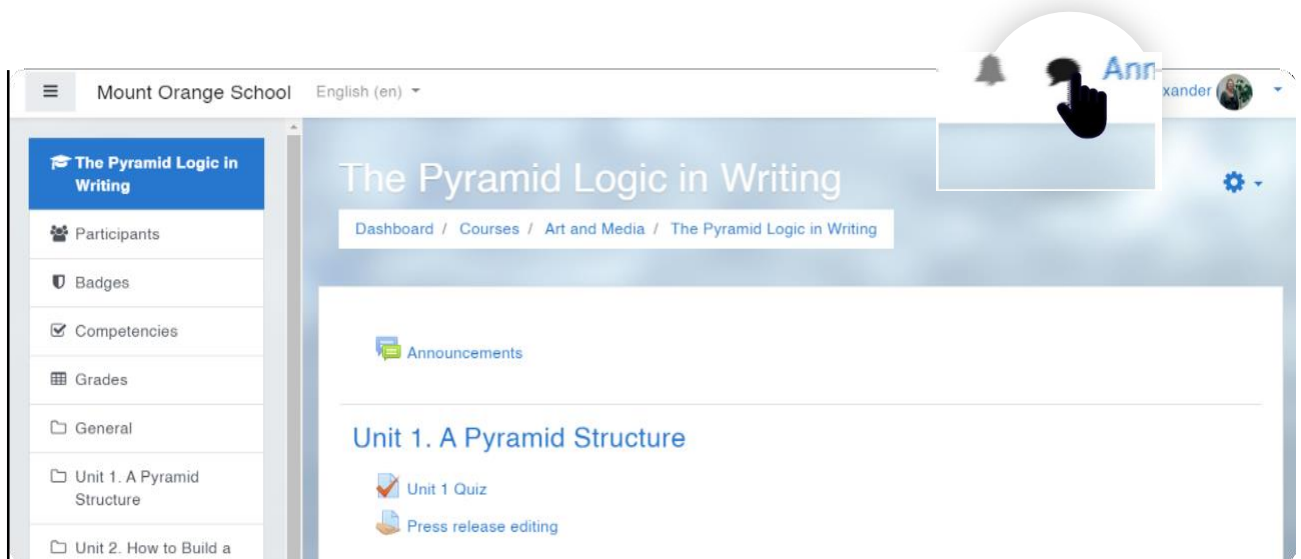 Ann
Mount Orange School English (en) xander
The Pyramid Logic in
Writing
Participants
Badges
Competencies
Grades
General
Unit 1. A Pyramid
Structure
Unit 2. How to Build a
The Pyramid Logic in Writing
Dashboard / Courses / Art and Media / The Pyramid Logic in Writing
Announcements
Unit 1. A Pyramid Structure
Unit 1 Quiz
Press release editing